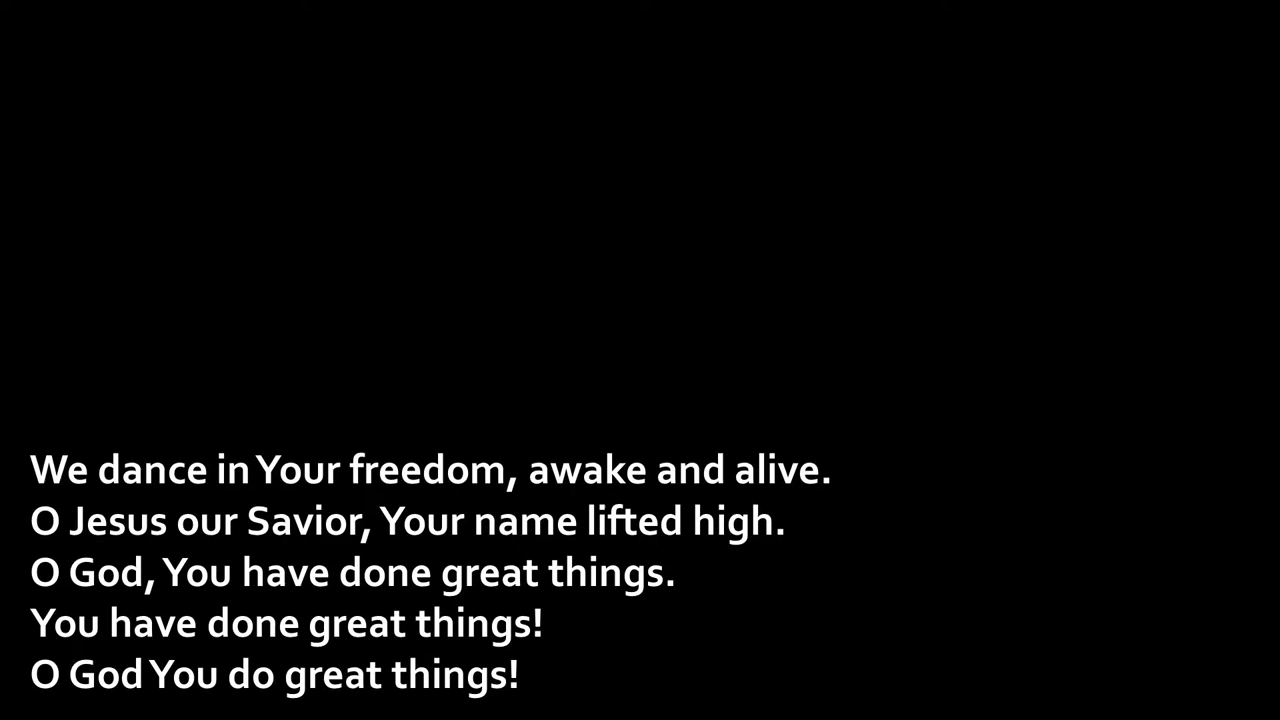 We dance in Your freedom, awake and alive.
O Jesus our Savior, Your name lifted high.
O God, You have done great things.
You have done great things!
O God You do great things!